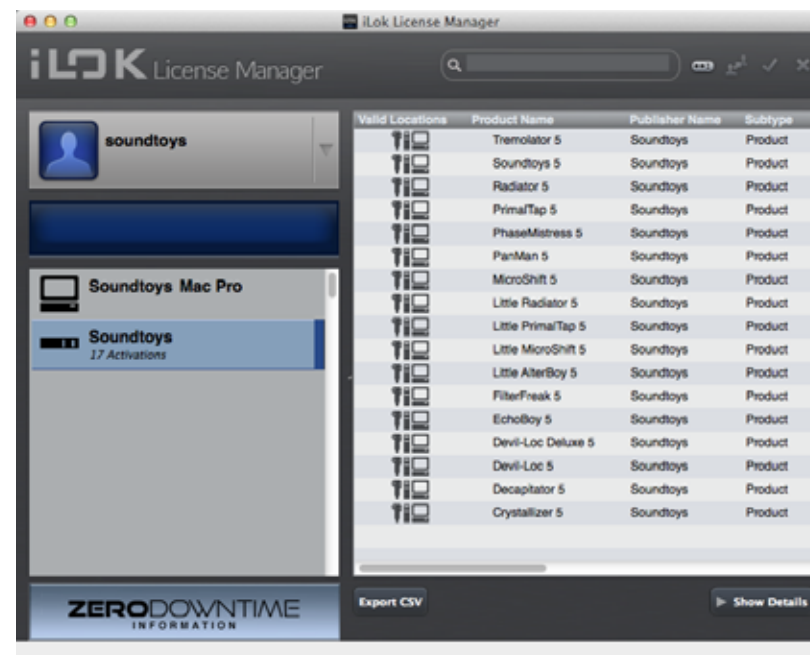 iLok License Manager
iLOK License Manager
soundtoys
Soundtoys Mac Pro
Soundtoys
17 Activations
ZERODOWNTIME
INFORMATION
Valid Locations Product Name Publisher Name Subtype
Tremolator 5 Soundtoys Product
Soundtoys 5 Soundtoys Product
Radiator 5 Soundtoys Product
PrimalTap 5 Soundtoys Product
PhaseMistress 5 Soundtoys Product
PanMan 5 Soundtoys Product
MicroShift 5 Soundtoys Product
Little Radiator 5 Soundtoys Product
Little PrimalTap 5 Soundtoys Product
Little MicroShift 5 Soundtoys Product
Little AlterBoy 5 Soundtoys Product
FilterFreak 5 Soundtoys Product
EchoBoy 5 Soundtoys Product
Devil-Loc Deluxe 5 Soundtoys Product
Devil-Loc 5 Soundtoys Product
Decapitator 5 Soundtoys Product
Crystallizer 5 Soundtoys Product
Export CSV
Show Details